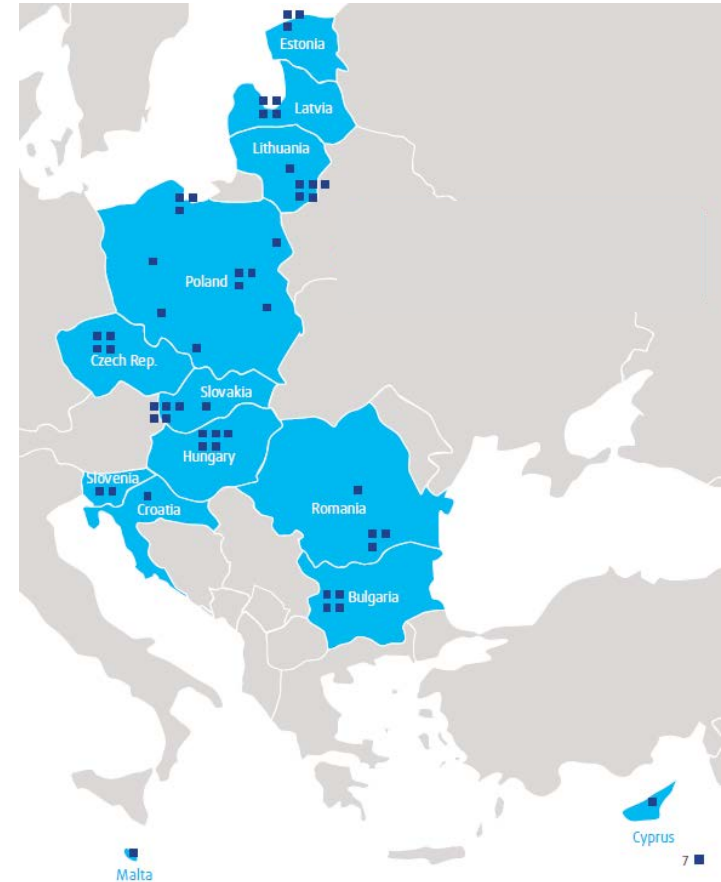 Estonia
Latvia
Lithuania
Poland
Czech Rep.
Slovakia
Hungary
Slovenia
Croatia
Romania
Bulgaria
Cyprus
7
Malta